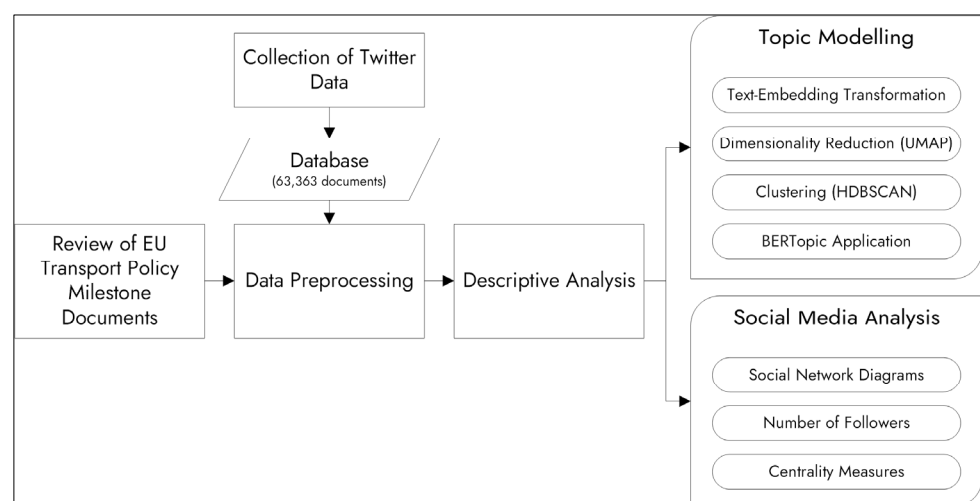 Collection of Twitter
Data
Database
(63,363 documents)
Review of EU
Transport Policy
Milestone
Documents
Data Preprocessing
Descriptive Analysis
Topic Modelling
Text-Embedding Transformation
Dimensionality Reduction (UMAP)
Clustering (HDBSCAN)
BERTopic Application
Social Media Analysis
Social Network Diagrams
Number of Followers
Centrality Measures